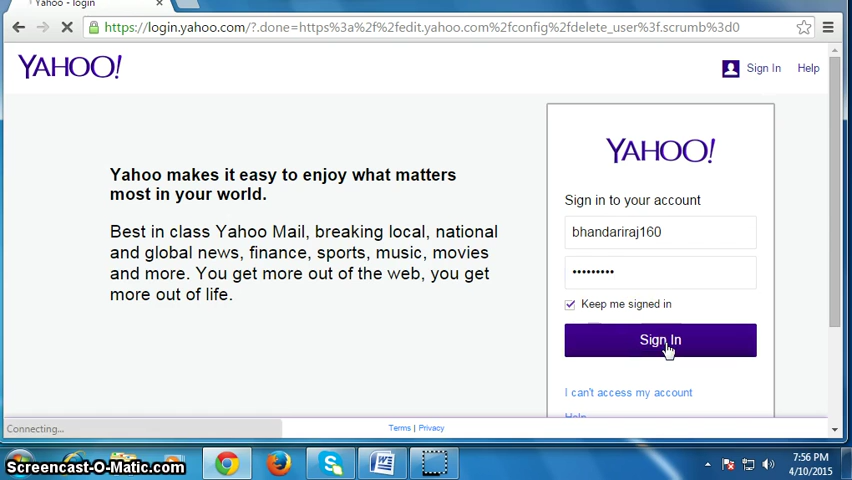 Yahoo - login
https://login.yahoo.com/?.done=https%3a%2f%2fedit.yahoo.com%2fconfig%2fdelete_user%3f.scrumb%3d0
YAHOO!
Sign In
Help
YAHOO!
Yahoo makes it easy to enjoy what matters
most in your world.
Best in class Yahoo Mail, breaking local, national
and global news, finance, sports, music, movies
and more. You get more out of the web, you get
more out of life.
Sign in to your account
bhandariraj160
•••••••••
Keep me signed in
Sign In
I can't access my account
Help
Connecting...
Terms | Privacy
Screencast-O-Matic.com
7:56 PM
4/10/2015